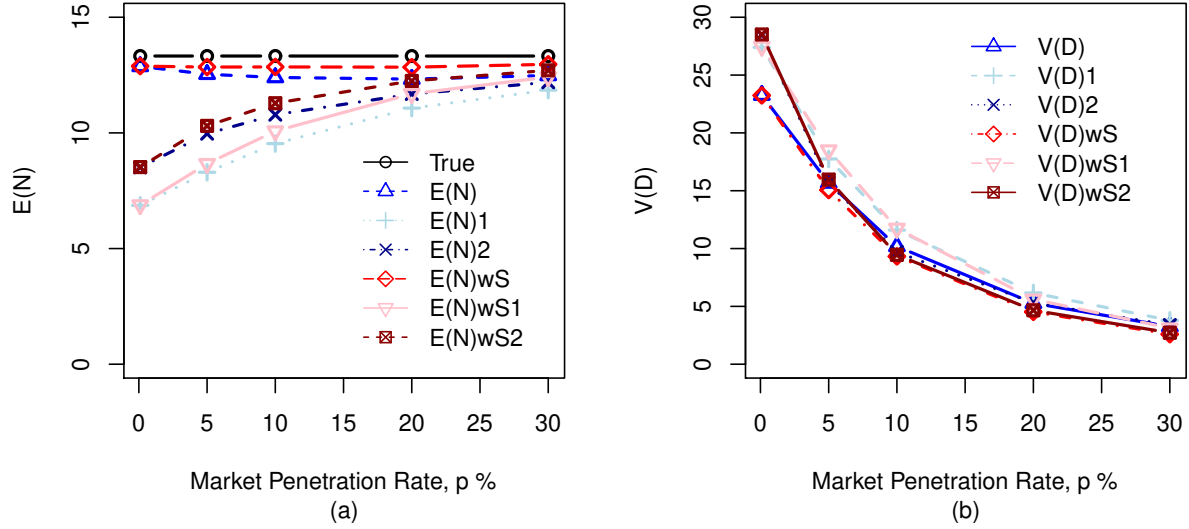 15
10
5
0
E(N)
True
E(N)
E(N)1
E(N)2
E(N)wS
E(N)wS1
E(N)wS2
0 5 10 15 20 25 30
Market Penetration Rate, p %
(a)
30
25
20
15
10
5
0
V(D)
V(D)
V(D)1
V(D)2
V(D)wS
V(D)wS1
V(D)wS2
0 5 10 15 20 25 30
Market Penetration Rate, p %
(b)